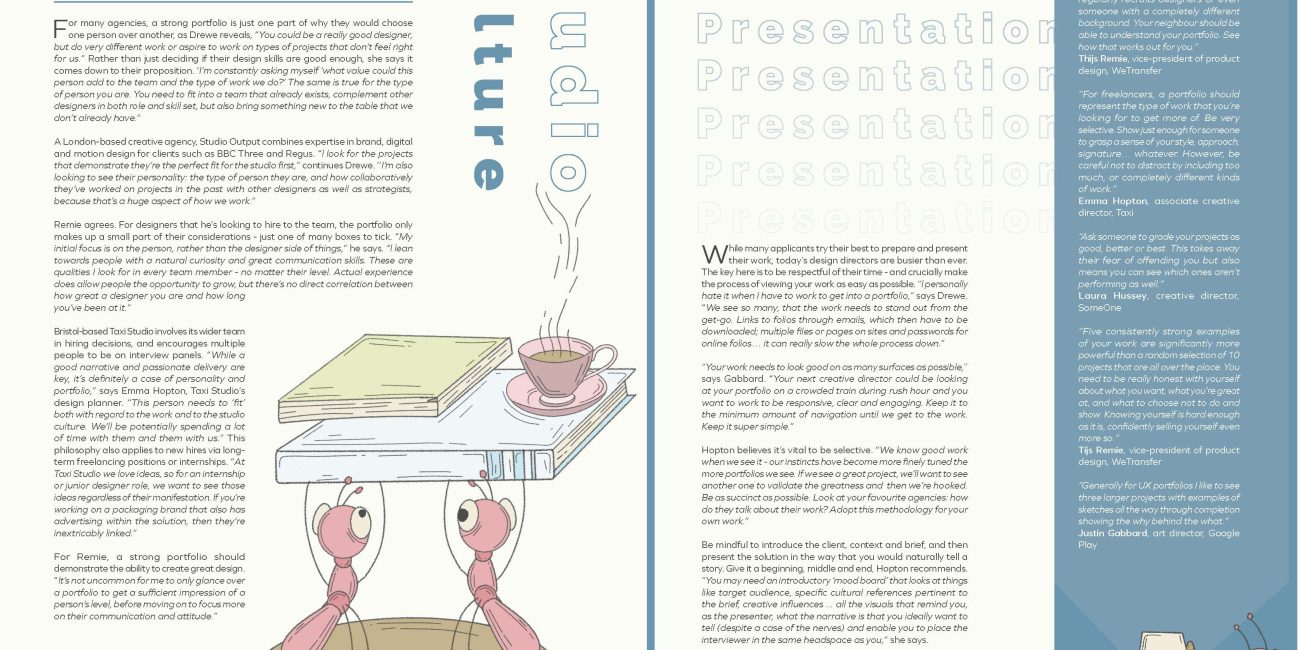 For many agencies, a strong portfolio is just one part of why they would choose
one person over another, as Drewe reveals, "You could be a really good designer,
but do very different work or aspire to work on types of projects that don't feel right
for us." Rather than just deciding if their design skills are good enough, she says it
comes down to their proposition. "I'm constantly asking myself 'what value could this
person add to the team and the type of work we do?' The same is true for the type
of person you are. You need to fit into a team that already exists, complement other
designers in both role and skill set, but also bring something new to the table that we
don't already have."
A London-based creative agency, Studio Output combines expertise in brand, digital
and motion design for clients such as BBC Three and Regus. "I look for the projects
that demonstrate they're the perfect fit for the studio first," continues Drewe. "I'm also
looking to see their personality: the type of person they are, and how collaboratively
they've worked on projects in the past with other designers as well as strategists,
because that's a huge aspect of how we work."
Remie agrees. For designers that he's looking to hire to the team, the portfolio only
makes up a small part of their considerations - just one of many boxes to tick. "My
initial focus is on the person, rather than the designer side of things," he says. "I lean
towards people with a natural curiosity and great communication skills. These are
qualities I look for in every team member - no matter their level. Actual experience
does allow people the opportunity to grow, but there's no direct correlation between
how great a designer you are and how long
you've been at it."
Bristol-based Taxi Studio involves its wider team
in hiring decisions, and encourages multiple
people to be on interview panels. "While a
good narrative and passionate delivery are
key, it's definitely a case of personality and
portfolio," says Emma Hopton, Taxi Studio's
design planner. "This person needs to 'fit'
both with regard to the work and to the studio
culture. We'll be potentially spending a lot
of time with them and them with us." This
philosophy also applies to new hires via long-
term freelancing positions or internships. "At
Taxi Studio we love ideas, so for an internship
or junior designer role, we want to see those
ideas regardless of their manifestation. If you're
working on a packaging brand that also has
advertising within the solution, then they're
inextricably linked."
For Remie, a strong portfolio should
demonstrate the ability to create great design.
"It's not uncommon for me to only glance over
a portfolio to get a sufficient impression of a
person's level, before moving on to focus more
on their communication and attitude."
udio
lture
Presentation
Presentation
Presentation
Presentation
Presentation
While many applicants try their best to prepare and present
their work, today's design directors are busier than ever.
The key here is to be respectful of their time - and crucially make
the process of viewing your work as easy as possible. "I personally
hate it when I have to work to get into a portfolio," says Drewe.
"We see so many, that the work needs to stand out from the
get-go. Links to folios through emails, which then have to be
downloaded; multiple files or pages on sites and passwords for
online folios... it can really slow the whole process down."
"Your work needs to look good on as many surfaces as possible,"
says Gabbard. "Your next creative director could be looking
at your portfolio on a crowded train during rush hour and you
want to work to be responsive, clear and engaging. Keep it to
the minimum amount of navigation until we get to the work.
Keep it super simple."
Hopton believes it's vital to be selective. "We know good work
when we see it - our instincts have become more finely tuned the
more portfolios we see. If we see a great project, we'll want to see
another one to validate the greatness and then we're hooked.
Be as succinct as possible. Look at your favourite agencies: how
do they talk about their work? Adopt this methodology for your
own work."
Be mindful to introduce the client, context and brief, and then
present the solution in the way that you would naturally tell a
story. Give it a beginning, middle and end, Hopton recommends.
"You may need an introductory 'mood board' that looks at things
like target audience, specific cultural references pertinent to
the brief, creative influences ... all the visuals that remind you,
as the presenter, what the narrative is that you ideally want to
tell (despite a case of the nerves) and enable you to place the
interviewer in the same headspace as you," she says.
someone with a completely different
background. Your neighbour should be
able to understand your portfolio. See
how that works out for you."
Thijs Remie, vice-president of product
design, WeTransfer
"For freelancers, a portfolio should
represent the type of work that you're
looking for to get more of. Be very
selective. Show just enough for someone
to grasp a sense of your style, approach,
signature... whatever. However, be
careful not to distract by including too
much, or completely different kinds
of work."
Emma Hopton, associate creative
director, Taxi
"Ask someone to grade your projects as
good, better or best. This takes away
their fear of offending you but also
means you can see which ones aren't
performing as well."
Laura Hussey, creative director,
SomeOne
"Five consistently strong examples
of your work are significantly more
powerful than a random selection of 10
projects that are all over the place. You
need to be really honest with yourself
about what you want, what you're great
at, and what to choose not to do and
show. Knowing yourself is hard enough
as it is, confidently selling yourself even
more so."
Tijs Remie, vice-president of product
design, WeTransfer
"Generally for UX portfolios I like to see
three larger projects with examples of
sketches all the way through completion
showing the why behind the what."
Justin Gabbard, art director, Google
Play